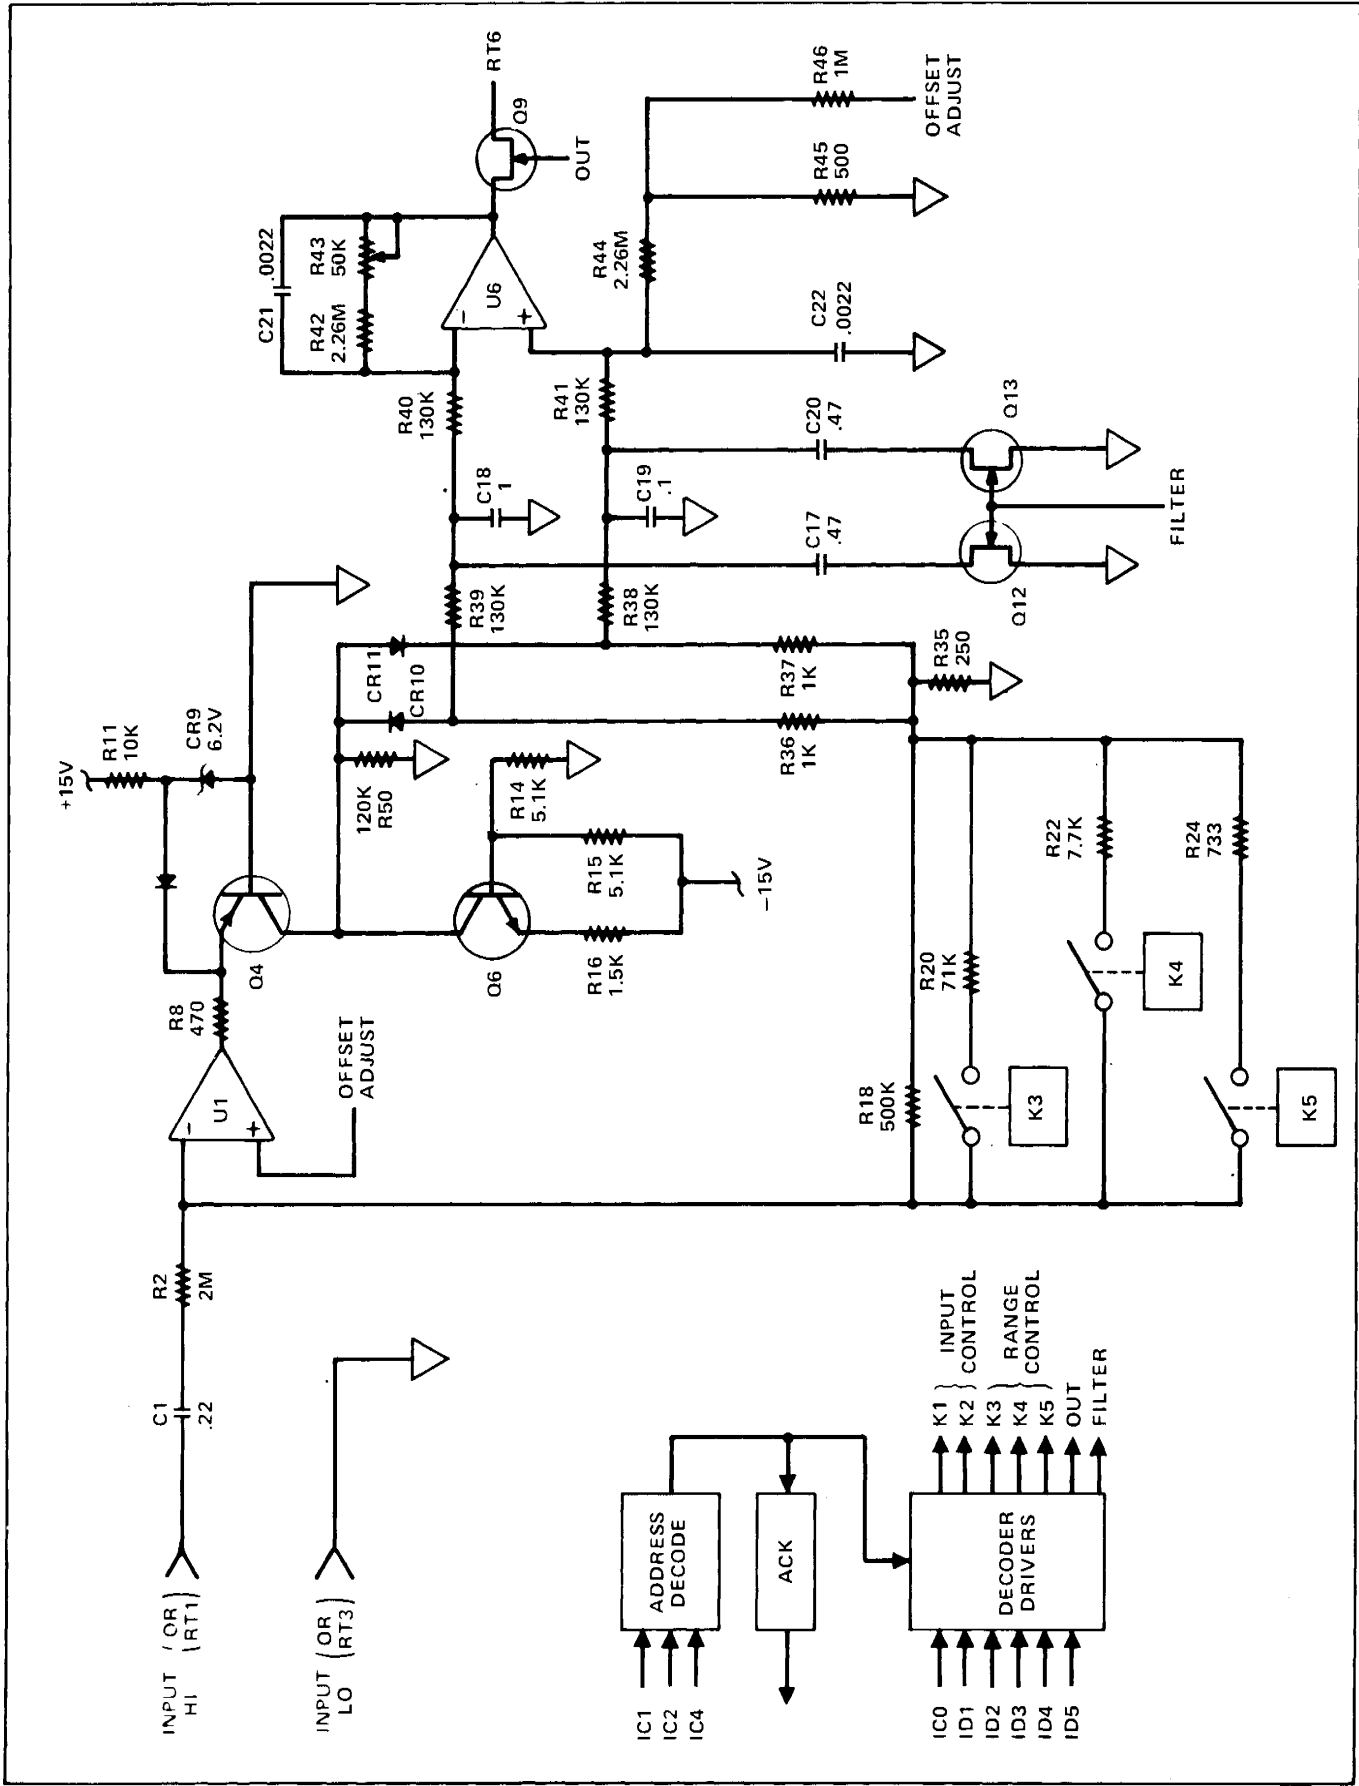 INPUT (OR)
HI (RT1)
C1
.22
R2
2M
INPUT (OR)
LO (RT3)
U1
-
+
OFFSET
ADJUST
R8
470
Q4
+15V
R11
10K
CR9
6.2V
120K
R50
Q6
R14
5.1K
R15
5.1K
R16
1.5K
-15V
CR11
CR10
R39
130K
R38
130K
R37
1K
R36
1K
R35
250
C18
1
C19
.1
R40
130K
R41
130K
C17
.47
C20
.47
Q12
Q13
FILTER
C21 .0022
R42
2.26M
R43
50K
U6
-
+
Q9
RT6
OUT
R44
2.26M
C22
.0022
R45
500
R46
1M
OFFSET
ADJUST
R18
500K
R20
71K
R22
7.7K
R24
733
K3
K4
K5
ADDRESS
DECODE
IC1
IC2
IC4
ACK
DECODER
DRIVERS
IC0
ID1
ID2
ID3
ID4
ID5
K1
K2
INPUT
CONTROL
K3
K4
K5
RANGE
CONTROL
OUT
FILTER